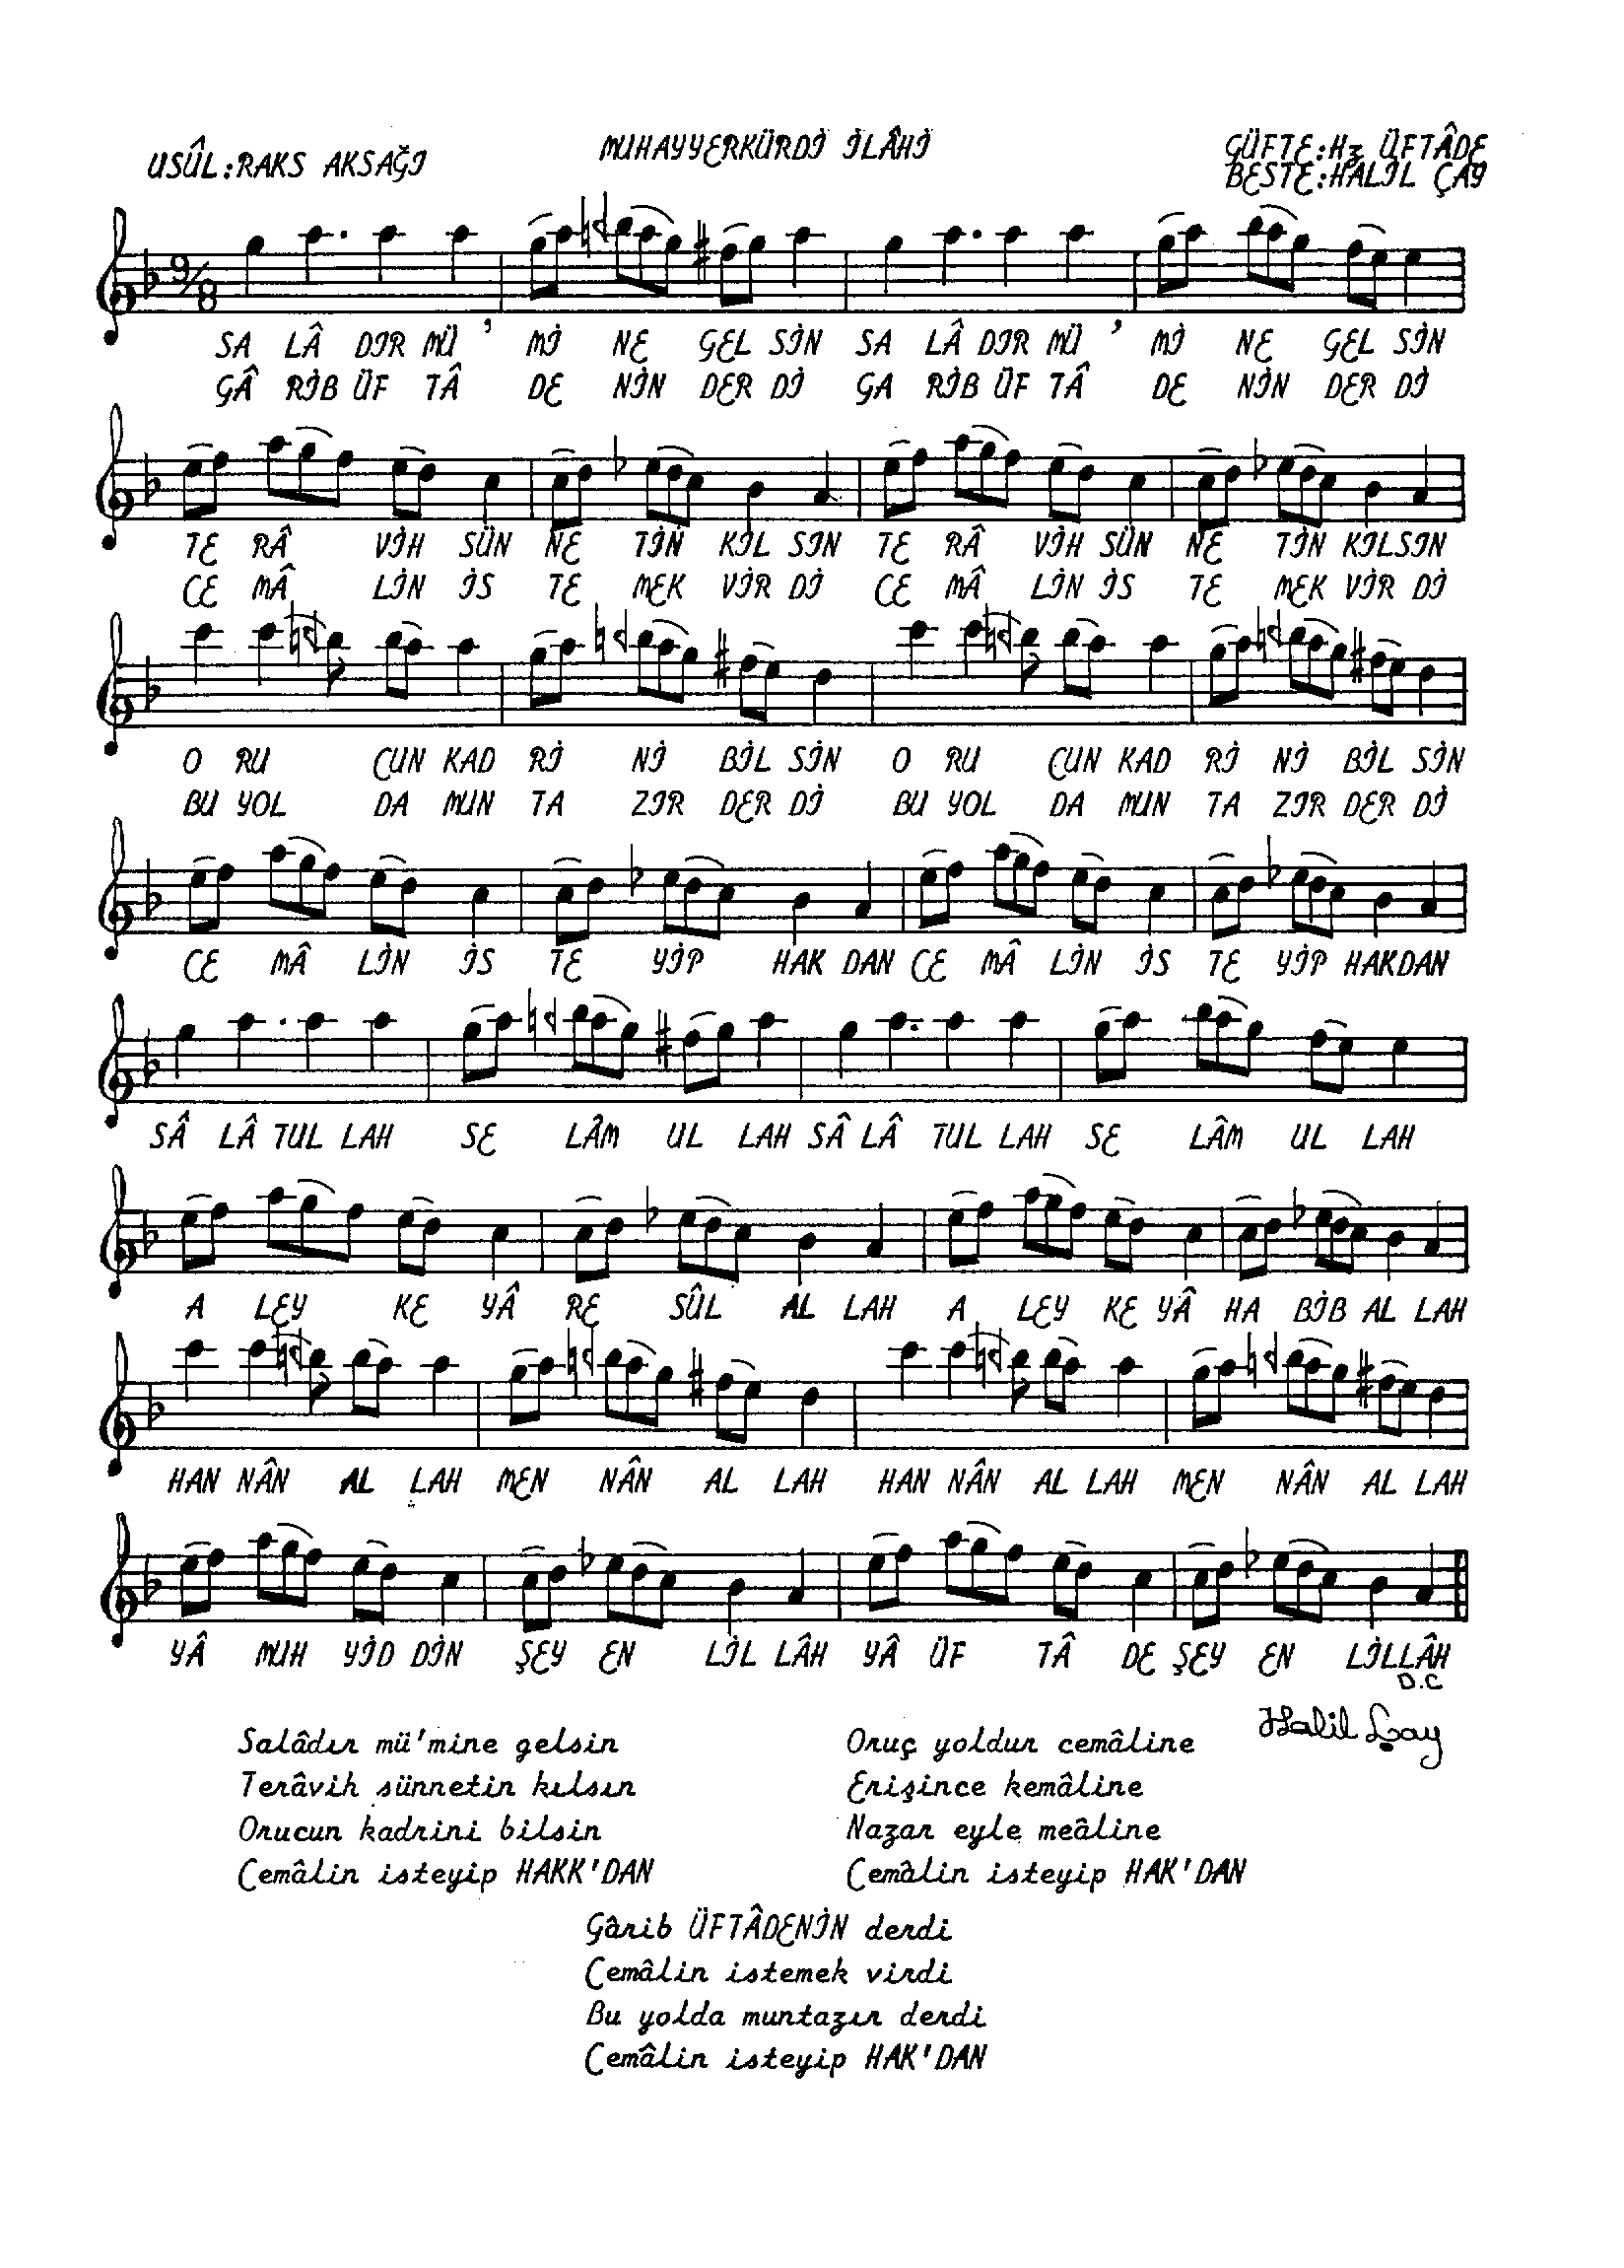 USÛL:RAKS AKSAĞI
MUHAYYERKÜRDİ İLÂHİ
GÜFTE:Hz ÜFTÂDE
BESTE:HALİL ÇAY
9/8
SA LÂ DIR MÜ ' Mİ NE GEL SİN SA LÂ DIR MÜ ' Mİ NE GEL SİN
GÂ RİB ÜF TÂ DE NİN DER Dİ GA RİB ÜF TÂ DE NİN DER Dİ
TE RÂ VİH SÜN NE TİN KIL SIN TE RÂ VİH SÜN NE TİN KILSIN
CE MÂ LİN İS TE MEK VİR Dİ CE MÂ LİN İS TE MEK VİR Dİ
O RU CUN KAD Rİ Nİ BİL SİN O RU CUN KAD Rİ Nİ BİL SİN
BU YOL DA MUN TA ZIR DER Dİ BU YOL DA MUN TA ZIR DER Dİ
CE MÂ LİN İS TE YİP HAK DAN CE MÂ LİN İS TE YİP HAKDAN
SÂ LÂ TUL LAH SE LÂM UL LAH SÂ LÂ TUL LAH SE LÂM UL LAH
A LEY KE YÂ RE SÛL AL LAH A LEY KE YÂ HA BİB AL LAH
HAN NÂN AL LAH MEN NÂN AL LAH HAN NÂN AL LAH MEN NÂN AL LAH
YÂ MUH YİD DİN ŞEY EN LİL LÂH YÂ ÜF TÂ DE ŞEY EN LİLLÂH
D.C
Halil Çay
Salâdır mü'mine gelsin
Terâvih sünnetin kılsın
Orucun kadrini bilsin
Cemâlin isteyip HAKK'DAN
Oruç yoldur cemâline
Erişince kemâline
Nazar eyle meâline
Cemâlin isteyip HAK'DAN
Gârib ÜFTÂDENİN derdi
Cemâlin istemek virdi
Bu yolda muntazır derdi
Cemâlin isteyip HAK'DAN